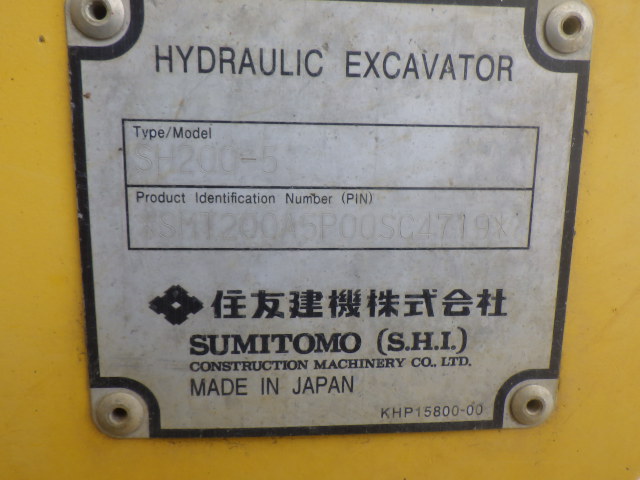 HYDRAULIC EXCAVATOR
Type/Model
SH200-5
Product Identification Number (PIN)
住友建機株式会社
SUMITOMO (S.H.I.)
CONSTRUCTION MACHINERY CO., LTD.
MADE IN JAPAN
KHP15800-00